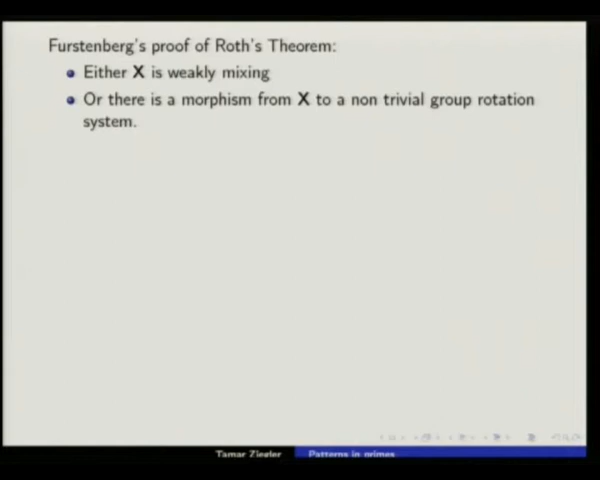 Furstenberg's proof of Roth's Theorem:
Either X is weakly mixing
Or there is a morphism from X to a non trivial group rotation
system.
Tamar Ziegler Patterns in primes